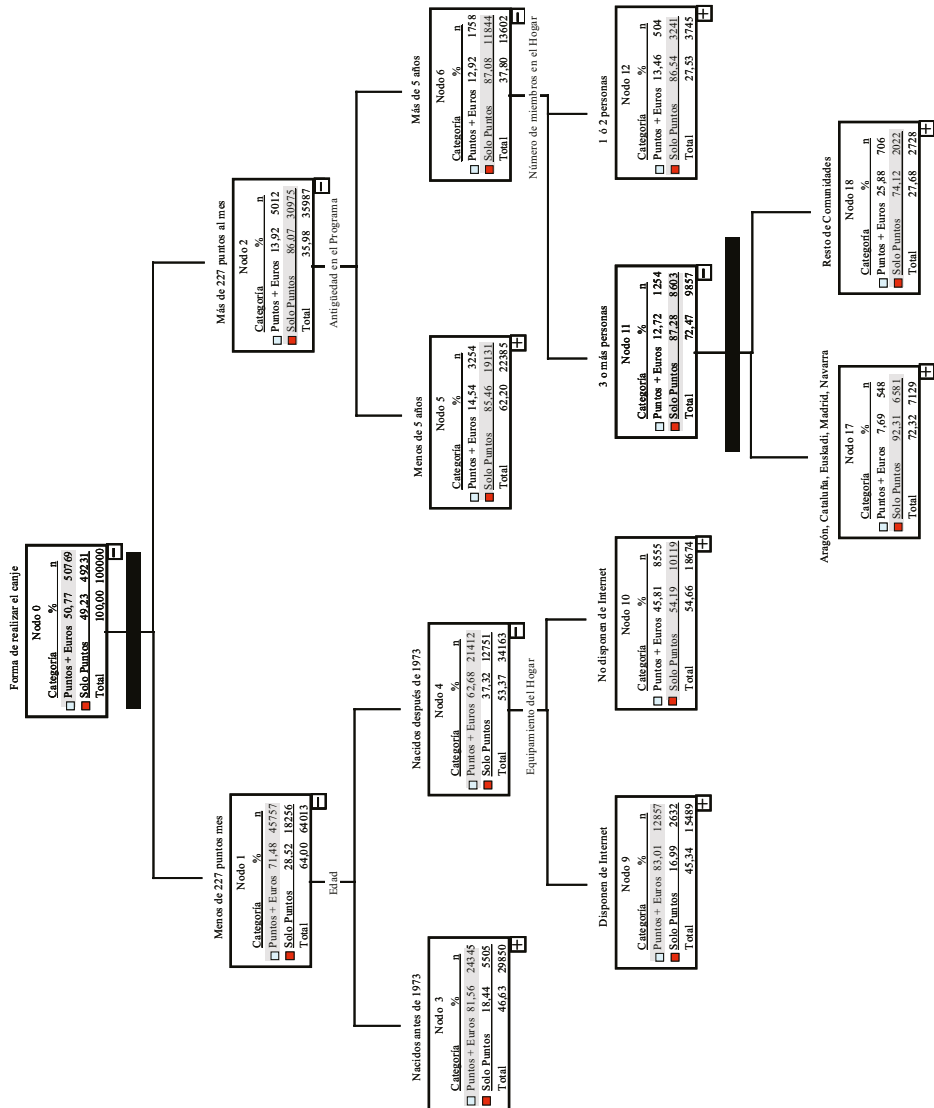 Forma de realizar el canje
Nodo 0
Categoría % n
Puntos + Euros 50,77 50769
Solo Puntos 49,23 49231
Total 100,00 100000
Menos de 227 puntos mes
Nodo 1
Categoría % n
Puntos + Euros 71,48 45757
Solo Puntos 28,52 18256
Total 64,00 64013
Edad
Más de 227 puntos al mes
Nodo 2
Categoría % n
Puntos + Euros 13,92 5012
Solo Puntos 86,07 30975
Total 35,98 35987
Antigüedad en el Programa
Nacidos antes de 1973
Nodo 3
Categoría % n
Puntos + Euros 81,56 24345
Solo Puntos 18,44 5505
Total 46,63 29850
Nacidos después de 1973
Nodo 4
Categoría % n
Puntos + Euros 62,68 21412
Solo Puntos 37,32 12751
Total 53,37 34163
Equipamiento del Hogar
Menos de 5 años
Nodo 5
Categoría % n
Puntos + Euros 14,54 3254
Solo Puntos 85,46 19131
Total 62,20 22385
Más de 5 años
Nodo 6
Categoría % n
Puntos + Euros 12,92 1758
Solo Puntos 87,08 11844
Total 37,80 13602
Número de miembros en el Hogar
Disponen de Internet
Nodo 9
Categoría % n
Puntos + Euros 83,01 12857
Solo Puntos 16,99 2632
Total 45,34 15489
No disponen de Internet
Nodo 10
Categoría % n
Puntos + Euros 45,81 8555
Solo Puntos 54,19 10119
Total 54,66 18674
3 o más personas
Nodo 11
Categoría % n
Puntos + Euros 12,72 1254
Solo Puntos 87,28 8603
Total 72,47 9857
1 ó 2 personas
Nodo 12
Categoría % n
Puntos + Euros 13,46 504
Solo Puntos 86,54 3241
Total 27,53 3745
Aragón, Cataluña, Euskadi, Madrid, Navarra
Nodo 17
Categoría % n
Puntos + Euros 7,69 548
Solo Puntos 92,31 6581
Total 72,32 7129
Resto de Comunidades
Nodo 18
Categoría % n
Puntos + Euros 25,88 706
Solo Puntos 74,12 2022
Total 27,68 2728